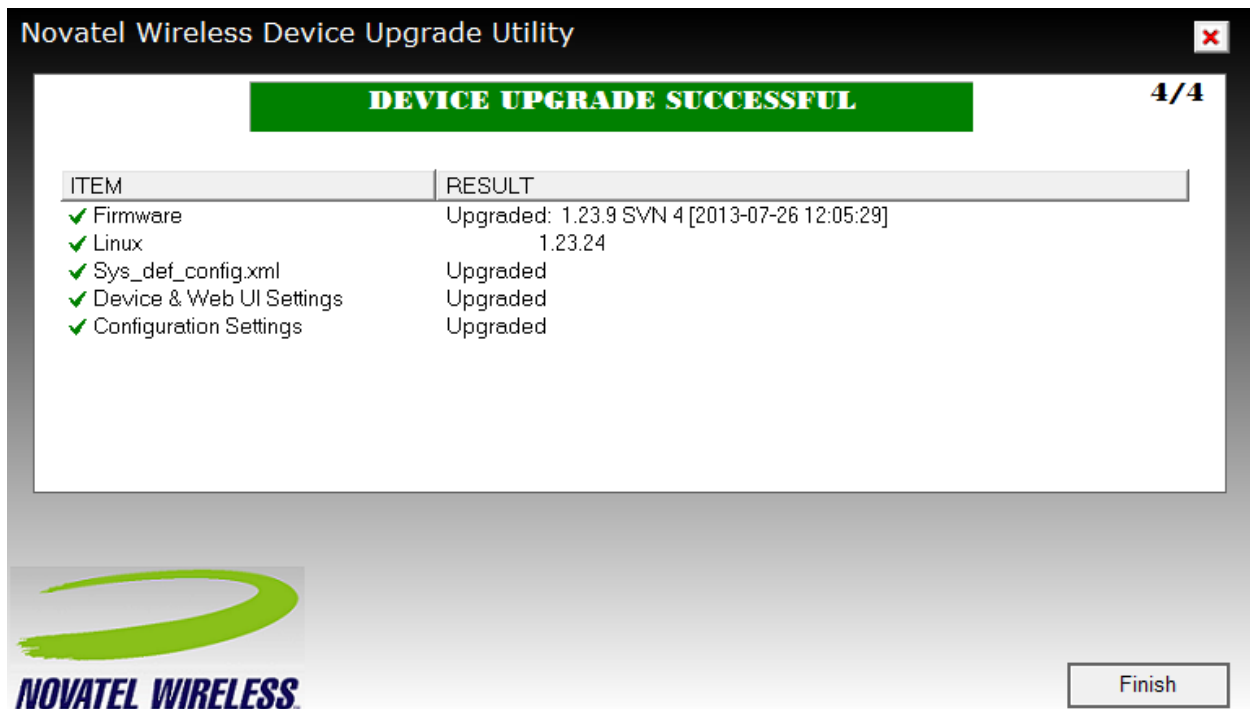 Novatel Wireless Device Upgrade Utility
DEVICE UPGRADE SUCCESSFUL 4/4
ITEM RESULT
Firmware Upgraded: 1.23.9 SVN 4 [2013-07-26 12:05:29]
Linux 1.23.24
Sys_def_config.xml Upgraded
Device & Web UI Settings Upgraded
Configuration Settings Upgraded
NOVATEL WIRELESS.
Finish